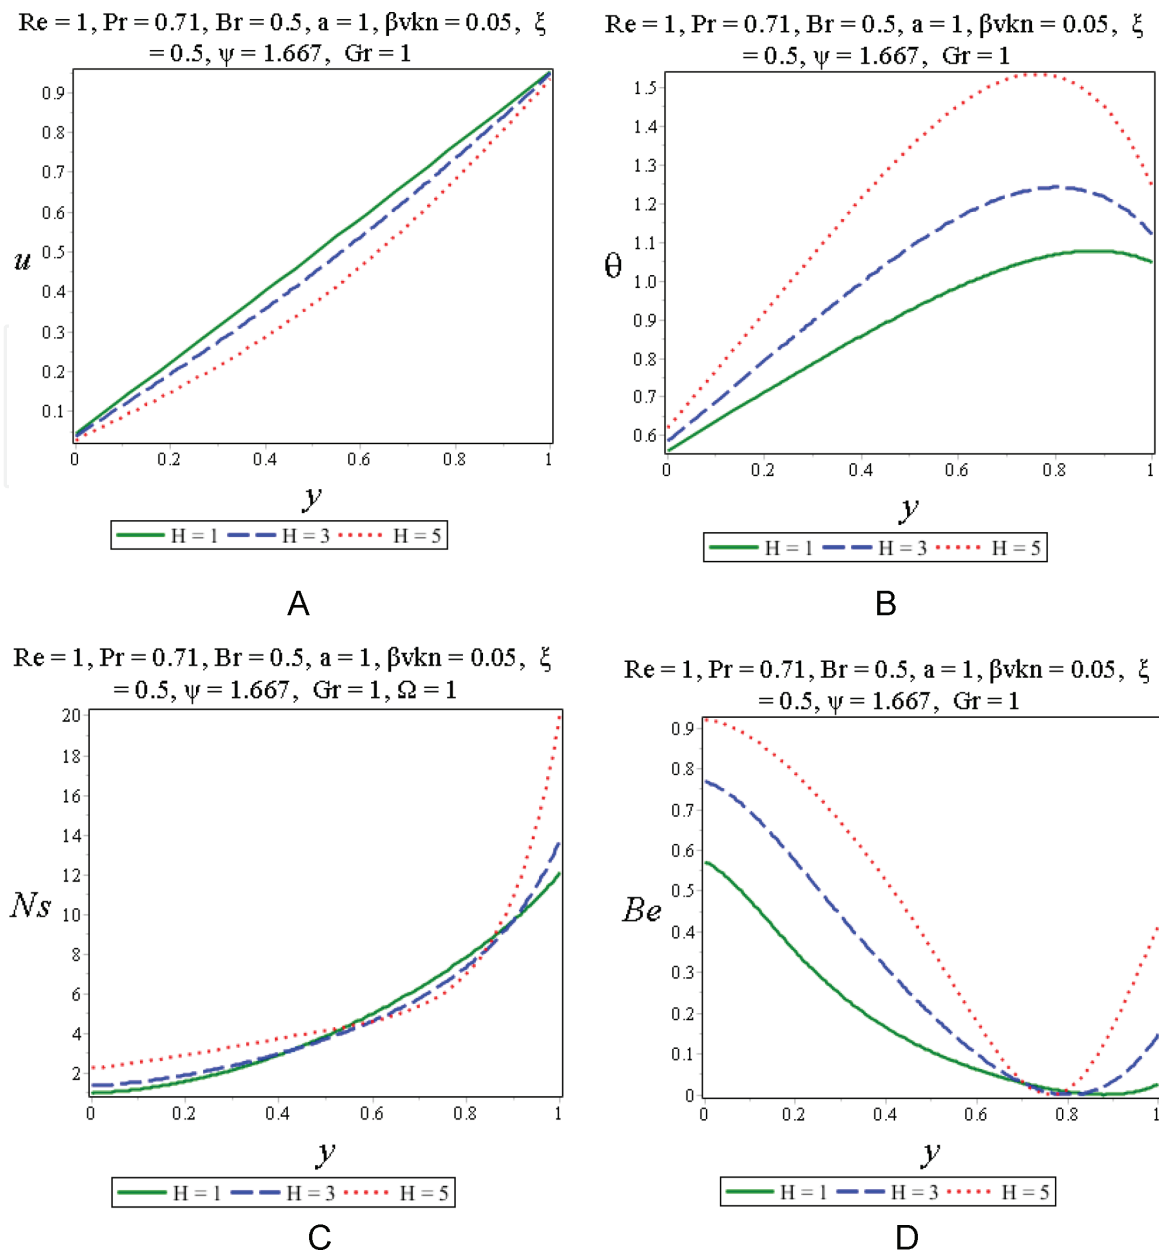 Re = 1, Pr = 0.71, Br = 0.5, a = 1, βvkn = 0.05, ξ
= 0.5, ψ = 1.667, Gr = 1
0.9
0.8
0.7
0.6
0.5
0.4
0.3
0.2
0.1
u
0 0.2 0.4 0.6 0.8 1
y
H = 1 H = 3 H = 5
A
Re = 1, Pr = 0.71, Br = 0.5, a = 1, βvkn = 0.05, ξ
= 0.5, ψ = 1.667, Gr = 1
1.5
1.4
1.3
1.2
1.1
1.0
0.9
0.8
0.7
0.6
θ
0 0.2 0.4 0.6 0.8 1
y
H = 1 H = 3 H = 5
B
Re = 1, Pr = 0.71, Br = 0.5, a = 1, βvkn = 0.05, ξ
= 0.5, ψ = 1.667, Gr = 1, Ω = 1
20
18
16
14
12
10
8
6
4
2
Ns
0 0.2 0.4 0.6 0.8 1
y
H = 1 H = 3 H = 5
C
Re = 1, Pr = 0.71, Br = 0.5, a = 1, βvkn = 0.05, ξ
= 0.5, ψ = 1.667, Gr = 1
0.9
0.8
0.7
0.6
0.5
0.4
0.3
0.2
0.1
0
Be
0 0.2 0.4 0.6 0.8 1
y
H = 1 H = 3 H = 5
D